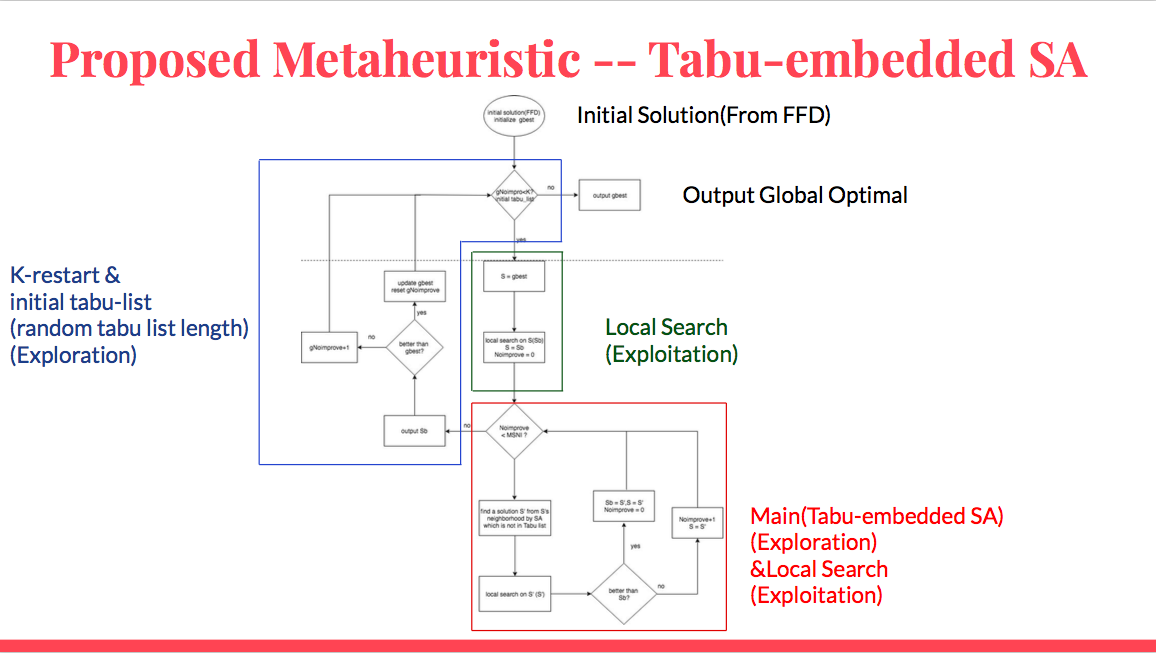 Proposed Metaheuristic -- Tabu-embedded SA
initial solution(FFD)
initialize gbest
Initial Solution(From FFD)
gNoimpro<K?
initial tabu_list
no
output gbest
Output Global Optimal
yes
K-restart &
initial tabu-list
(random tabu list length)
(Exploration)
update gbest
reset gNoimprove
yes
better than
gbest?
no
gNoimprove+1
output Sb
S = gbest
local search on S(Sb)
S = Sb
Noimprove = 0
Local Search
(Exploitation)
Noimprove
< MSNI ?
no
find a solution S' from S's
neighborhood by SA
which is not in Tabu list
local search on S' (S')
better than
Sb?
yes
Sb = S',S = S'
Noimprove = 0
no
Noimprove+1
S = S'
Main(Tabu-embedded SA)
(Exploration)
&Local Search
(Exploitation)